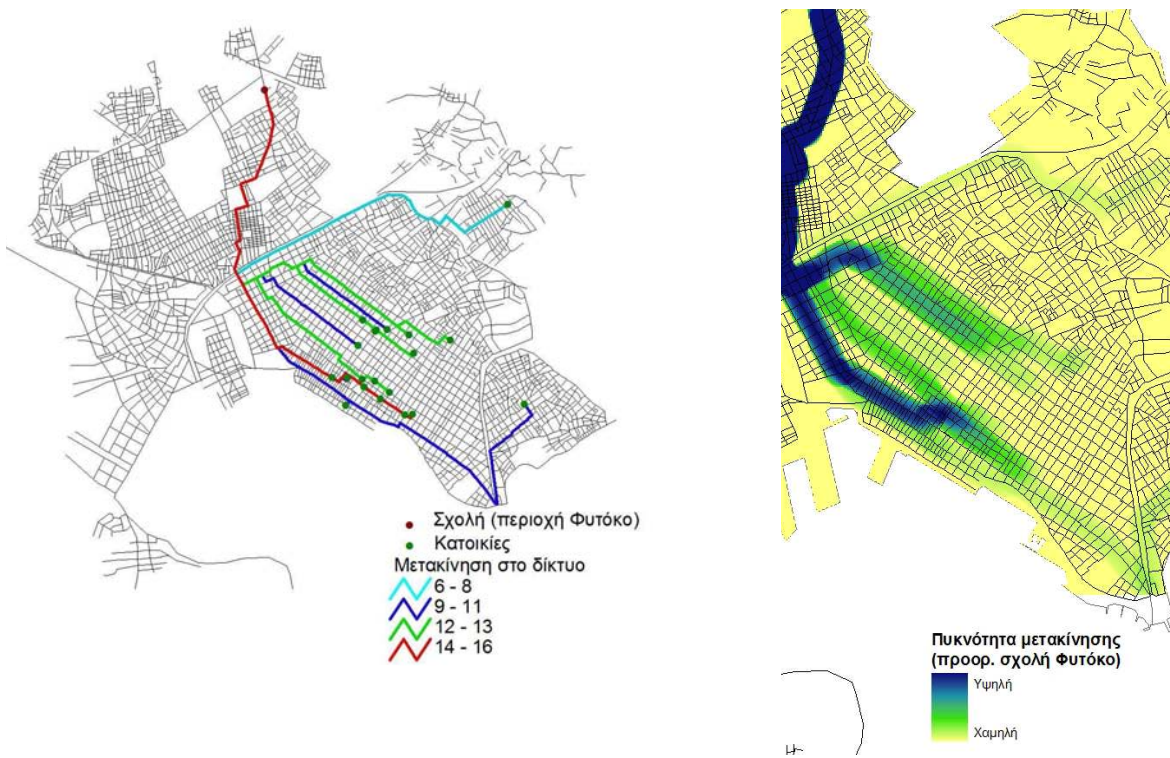 Σχολή (περιοχή Φυτόκο)
Κατοικίες
Μετακίνηση στο δίκτυο
6 - 8
9 - 11
12 - 13
14 - 16
Πυκνότητα μετακίνησης
(προορ. σχολή Φυτόκο)
Υψηλή
Χαμηλή